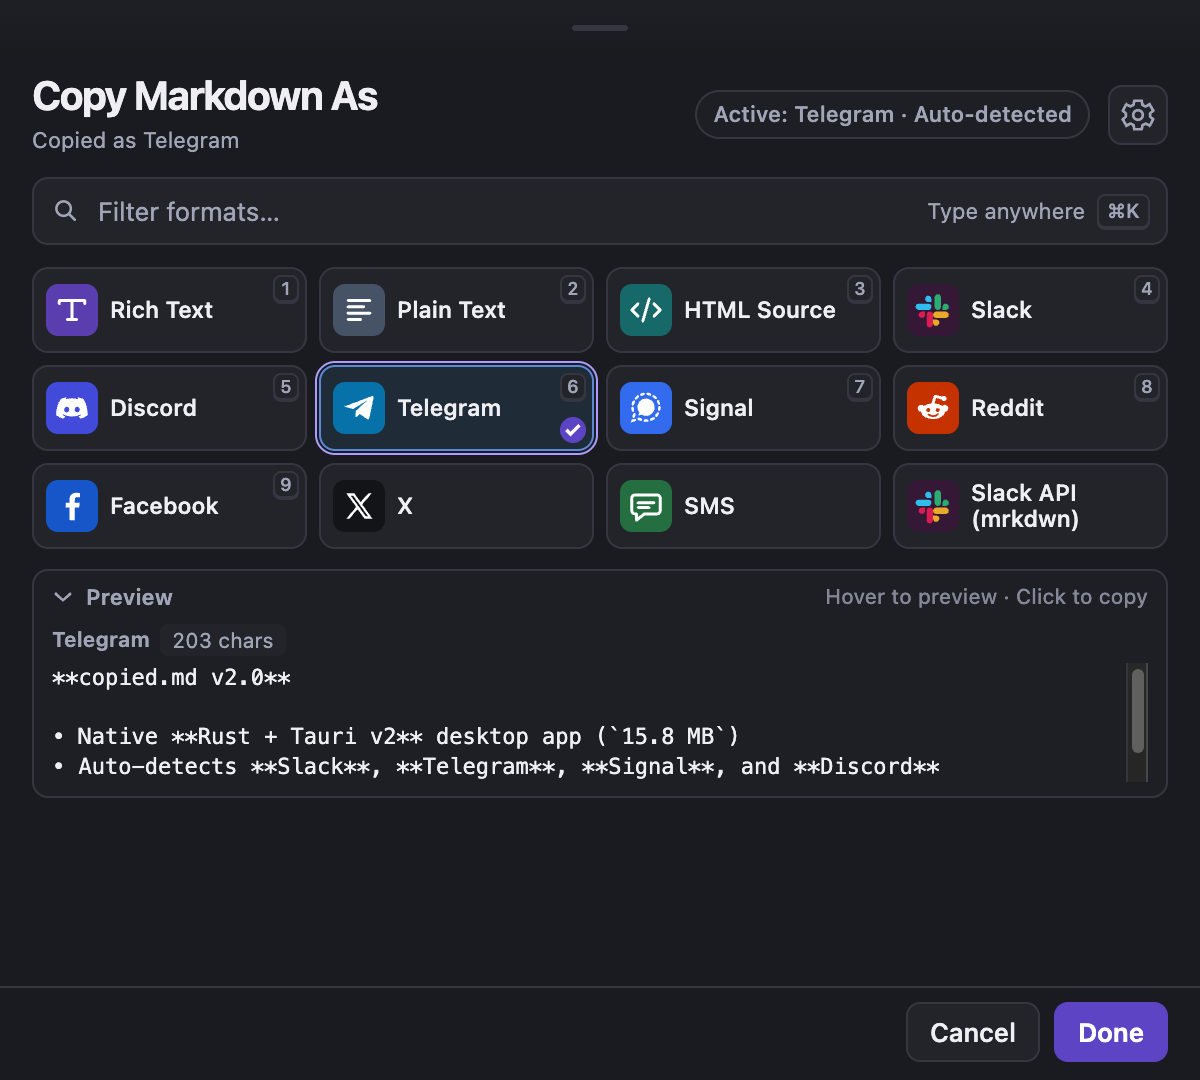 Copy Markdown As
Copied as Telegram
Active: Telegram · Auto-detected
Filter formats...
Type anywhere
⌘K
Rich Text
1
Plain Text
2
HTML Source
3
Slack
4
Discord
5
Telegram
6
Signal
7
Reddit
8
Facebook
9
X
SMS
Slack API
(mrkdwn)
Preview
Hover to preview · Click to copy
Telegram
203 chars
**copied.md v2.0**
• Native **Rust + Tauri v2** desktop app (`15.8 MB`)
• Auto-detects **Slack**, **Telegram**, **Signal**, and **Discord**
Cancel
Done